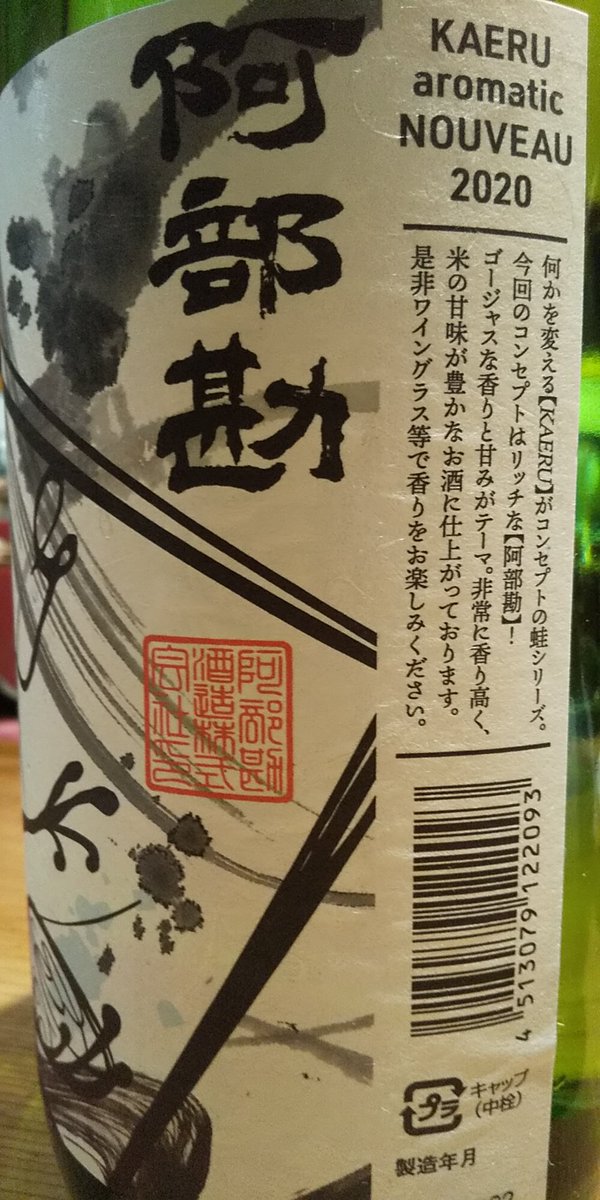 阿部勘
KAERU
aromatic
NOUVEAU
2020
何かを変える【KAERU】がコンセプトの蛙シリーズ。
今回のコンセプトはリッチな【阿部勘】!
ゴージャスな香りと甘みがテーマ。非常に香り高く、
米の甘味が豊かなお酒に仕上がっております。
是非ワイングラス等で香りをお楽しみください。
阿部勘
酒造株式
会社之印
4 513079 122093
プラ
キャップ
(中栓)
製造年月